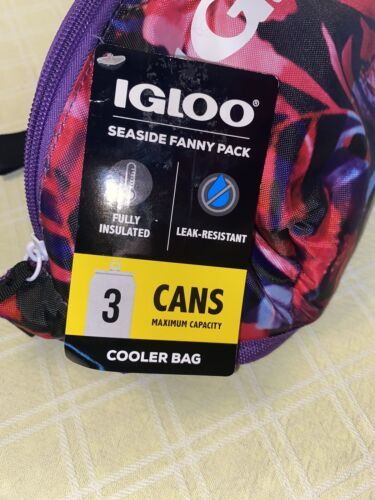 IGLOO®
SEASIDE FANNY PACK
FULLY
INSULATED
LEAK-RESISTANT
3
CANS
MAXIMUM CAPACITY
COOLER BAG